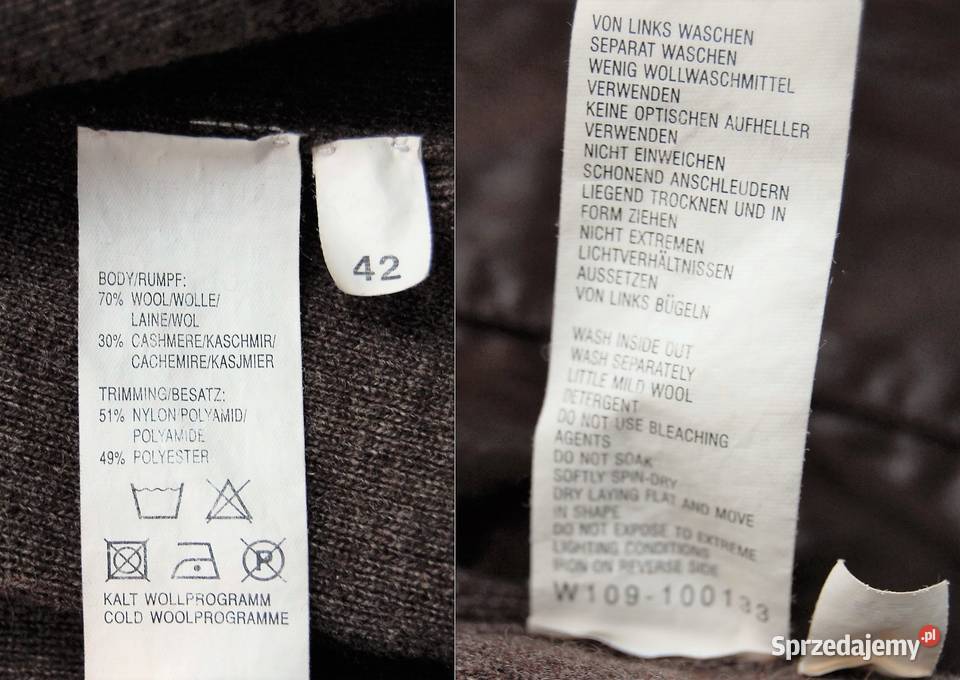 BODY/RUMPF:
70% WOOL/WOLLE/
LAINE/WOL
30% CASHMERE/KASCHMIR/
CACHEMIRE/KASJMIER
TRIMMING/BESATZ:
51% NYLON POLYAMID/
POLYAMIDE
49% POLYESTER
P
KALT WOLLPROGRAMM
COLD WOOLPROGRAMME
42
VON LINKS WASCHEN
SEPARAT WASCHEN
WENIG WOLLWASCHMITTEL
VERWENDEN
KEINE OPTISCHEN AUFHELLER
VERWENDEN
NICHT EINWEICHEN
SCHONEND ANSCHLEUDERN
LIEGEND TROCKNEN UND IN
FORM ZIEHEN
NICHT EXTREMEN
LICHTVERHÄLTNISSEN
AUSSETZEN
VON LINKS BÜGELN
WASH INSIDE OUT
WASH SEPARATELY
LITTLE MILD WOOL
DETERGENT
DO NOT USE BLEACHING
AGENTS
DO NOT SOAK
SOFTLY SPIN-DRY
DRY LAYING FLAT AND MOVE
IN SHAPE
DO NOT EXPOSE TO EXTREME
LIGHTING CONDITIONS
IRON ON REVERSE SIDE
W109-100133
Sprzedajemy.pl